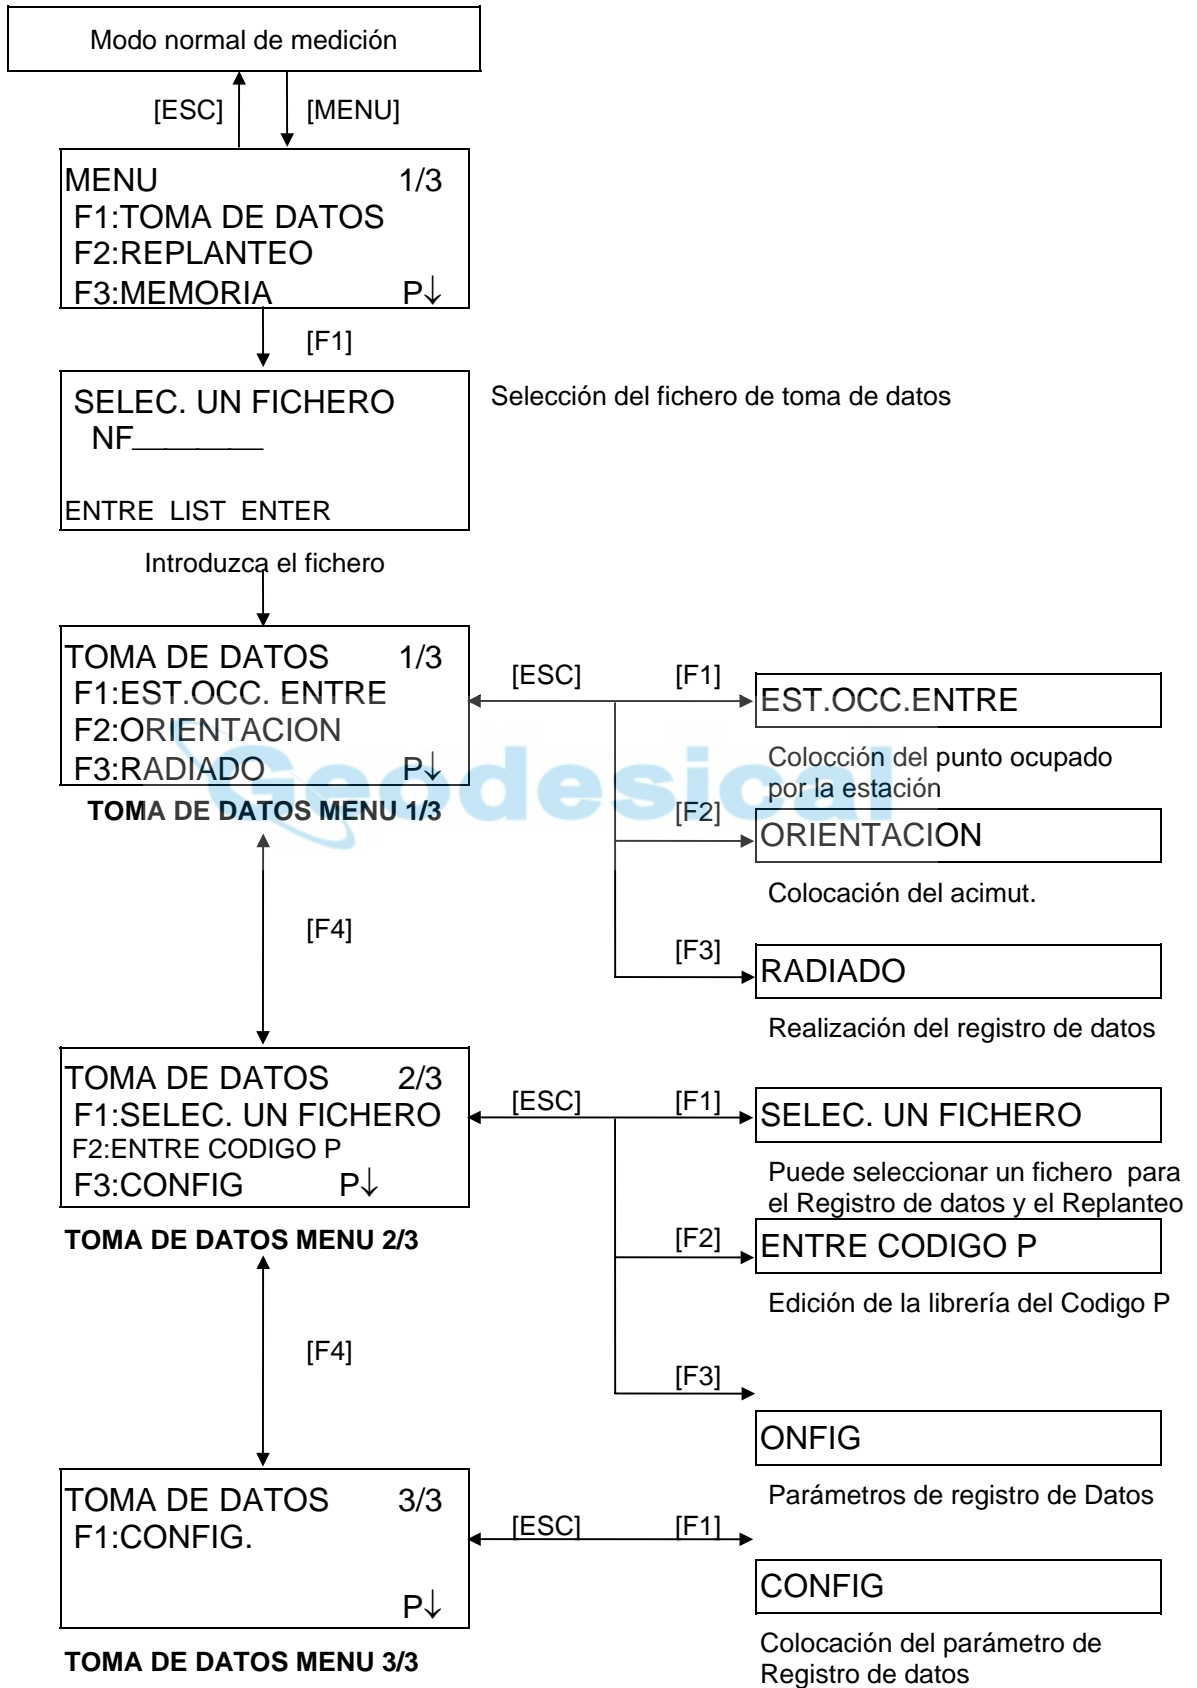 Modo normal de medición
[ESC] [MENU]
MENU 1/3
F1:TOMA DE DATOS
F2:REPLANTEO
F3:MEMORIA P↓
[F1]
SELEC. UN FICHERO
NF________
ENTRE LIST ENTER
Selección del fichero de toma de datos
Introduzca el fichero
TOMA DE DATOS 1/3
F1:EST.OCC. ENTRE
F2:ORIENTACION
F3:RADIADO P↓
TOMA DE DATOS MENU 1/3
[ESC] [F1]
EST.OCC.ENTRE
Colocción del punto ocupado
por la estación
Geodesical
[F2]
ORIENTACION
Colocación del acimut.
[F4]
[F3]
RADIADO
Realización del registro de datos
TOMA DE DATOS 2/3
F1:SELEC. UN FICHERO
F2:ENTRE CODIGO P
F3:CONFIG P↓
TOMA DE DATOS MENU 2/3
[ESC] [F1]
SELEC. UN FICHERO
Puede seleccionar un fichero para
el Registro de datos y el Replanteo
[F2]
ENTRE CODIGO P
Edición de la librería del Codigo P
[F4]
[F3]
ONFIG
Parámetros de registro de Datos
TOMA DE DATOS 3/3
F1:CONFIG.
P↓
TOMA DE DATOS MENU 3/3
[ESC] [F1]
CONFIG
Colocación del parámetro de
Registro de datos